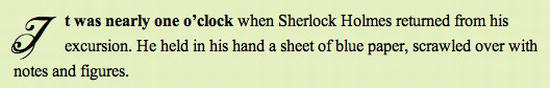 It was nearly one o’clock when Sherlock Holmes returned from his
excursion. He held in his hand a sheet of blue paper, scrawled over with
notes and figures.